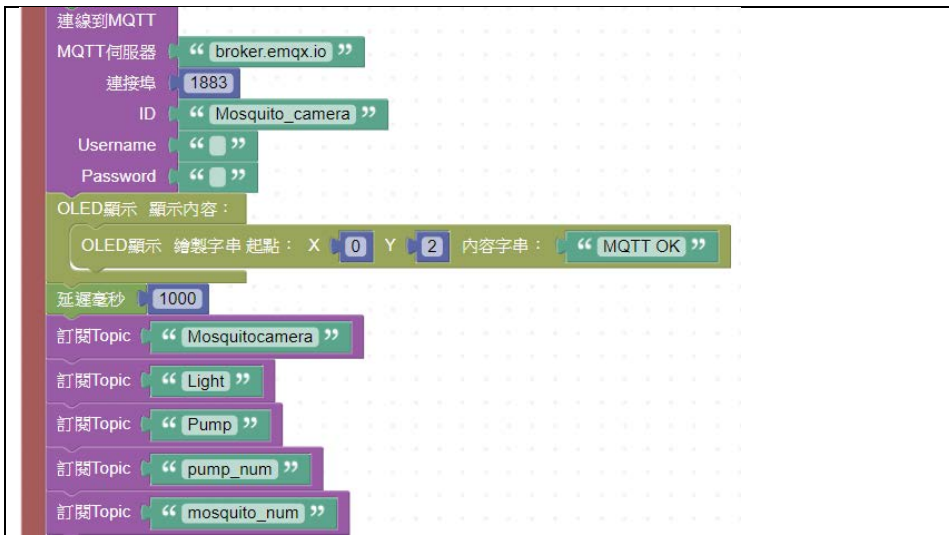 連線到MQTT
MQTT伺服器 “ broker.emqx.io ”
連接埠 1883
ID “ Mosquito_camera ”
Username “ ”
Password “ ”
OLED顯示 顯示內容：
OLED顯示 繪製字串 起點： X 0 Y 2 內容字串： “ MQTT OK ”
延遲毫秒 1000
訂閱Topic “ Mosquitocamera ”
訂閱Topic “ Light ”
訂閱Topic “ Pump ”
訂閱Topic “ pump_num ”
訂閱Topic “ mosquito_num ”